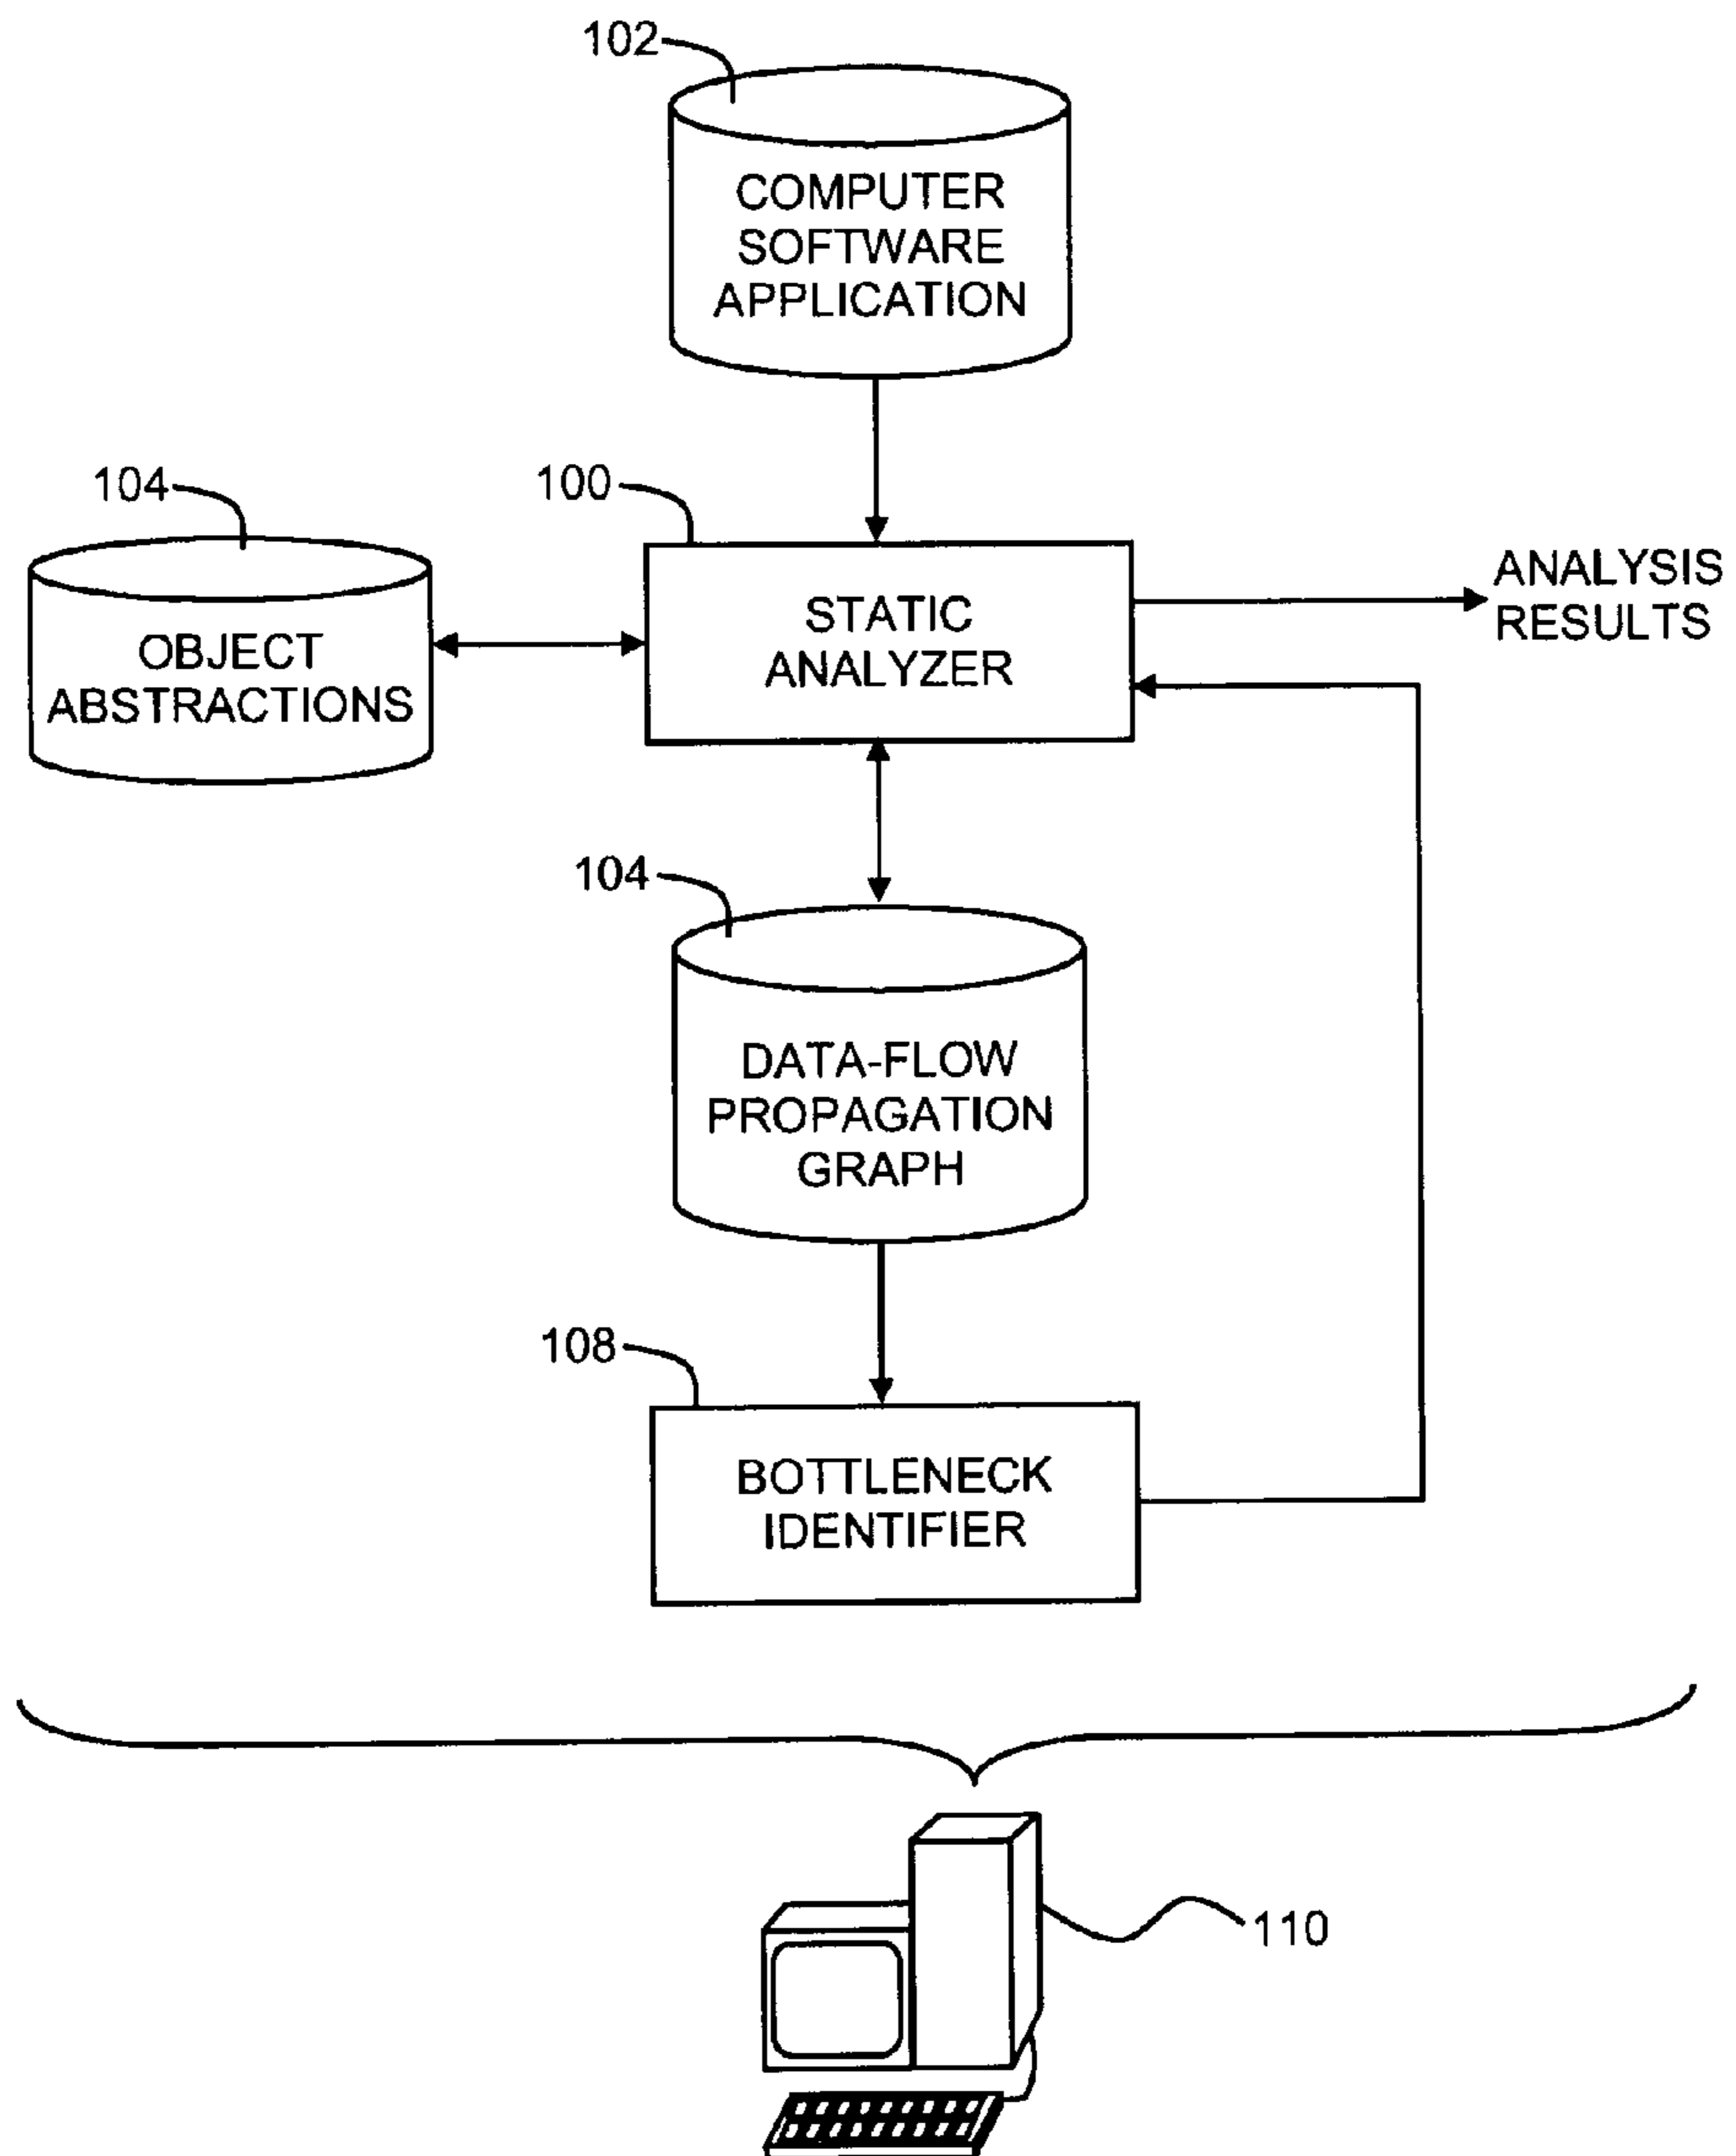 102
COMPUTER
SOFTWARE
APPLICATION
104
100
OBJECT
ABSTRACTIONS
STATIC
ANALYZER
ANALYSIS
RESULTS
104
DATA-FLOW
PROPAGATION
GRAPH
108
BOTTLENECK
IDENTIFIER
110